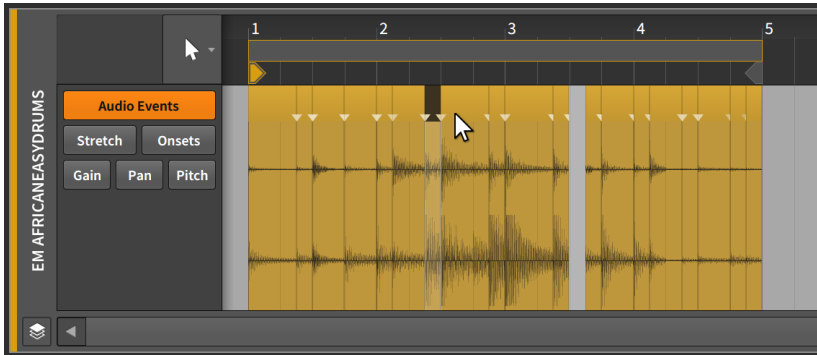 1 2 3 4 5
EM AFRICANEASYDRUMS
Audio Events
Stretch Onsets
Gain Pan Pitch